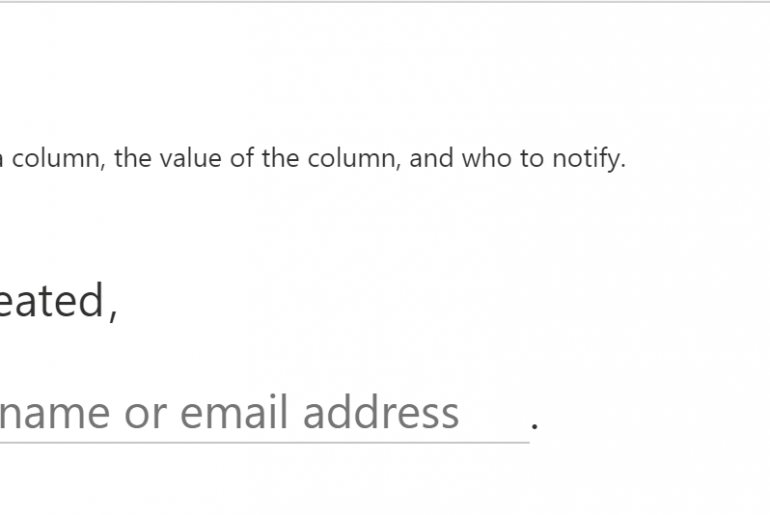 a column, the value of the column, and who to notify.
eated,
name or email address .